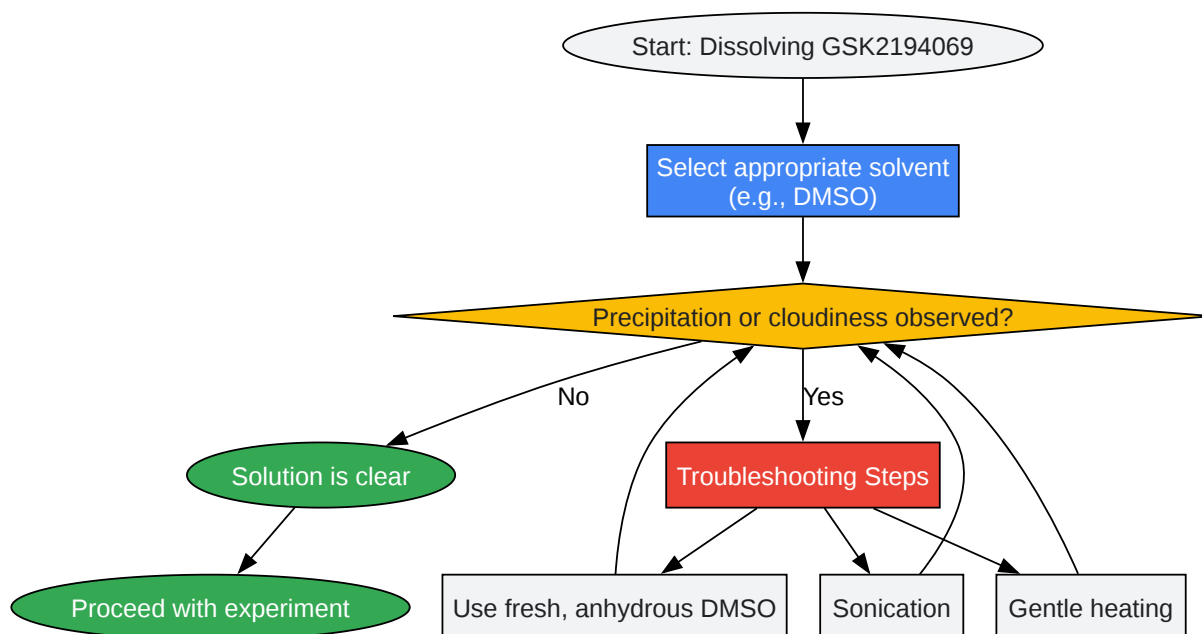 Start: Dissolving GSK2194069
Select appropriate solvent
(e.g., DMSO)
Precipitation or cloudiness observed?
No
Yes
Solution is clear
Troubleshooting Steps
Proceed with experiment
Use fresh, anhydrous DMSO
Sonication
Gentle heating